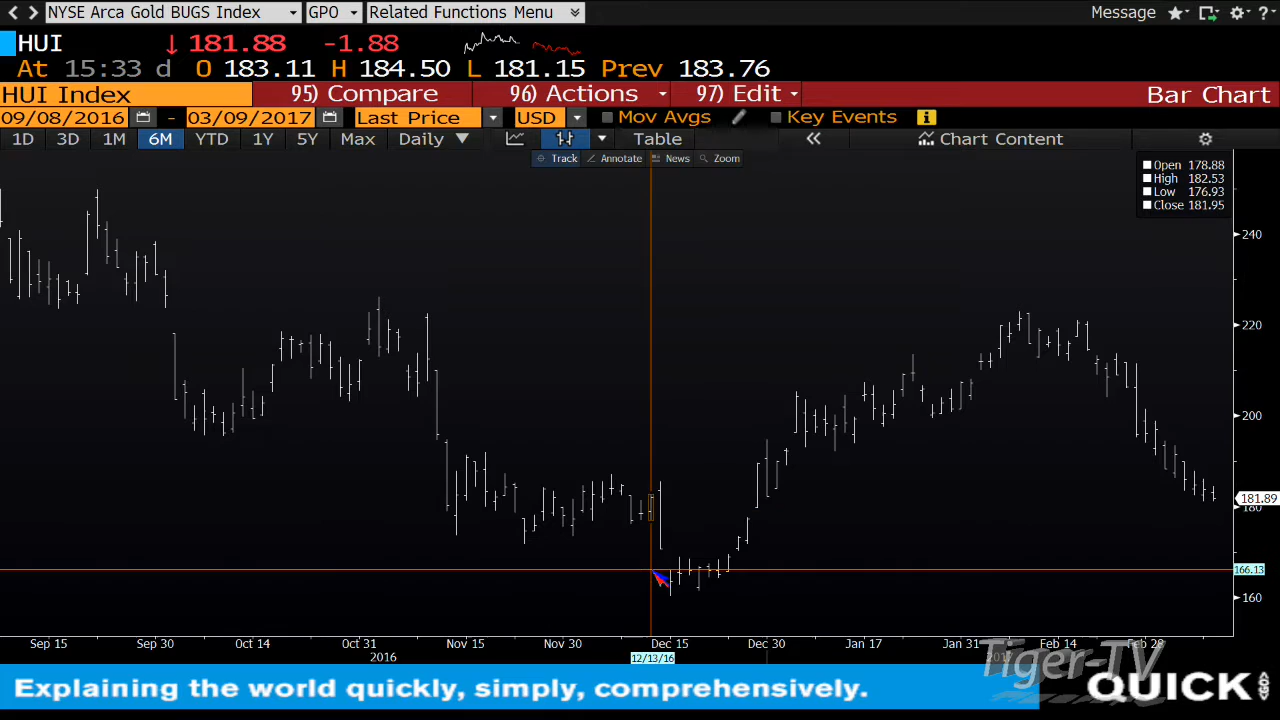 NYSE Arca Gold BUGS Index GPO Related Functions Menu Message ?
HUI ↓ 181.88 -1.88
At 15:33 d O 183.11 H 184.50 L 181.15 Prev 183.76
HUI Index 95) Compare 96) Actions 97) Edit Bar Chart
09/08/2016 - 03/09/2017 Last Price USD Mov Avgs Key Events i
1D 3D 1M 6M YTD 1Y 5Y Max Daily ▼ Table « Chart Content
Track Annotate News Zoom
Open 178.88
High 182.53
Low 176.93
Close 181.95
240
220
200
181.89
180
166.13
160
Sep 15 Sep 30 Oct 14 Oct 31 Nov 15 Nov 30 Dec 15 Dec 30 Jan 17 Jan 31 Feb 14 Feb 28
2016 12/13/16 2017
Tiger-TV
Explaining the world quickly, simply, comprehensively. QUICK